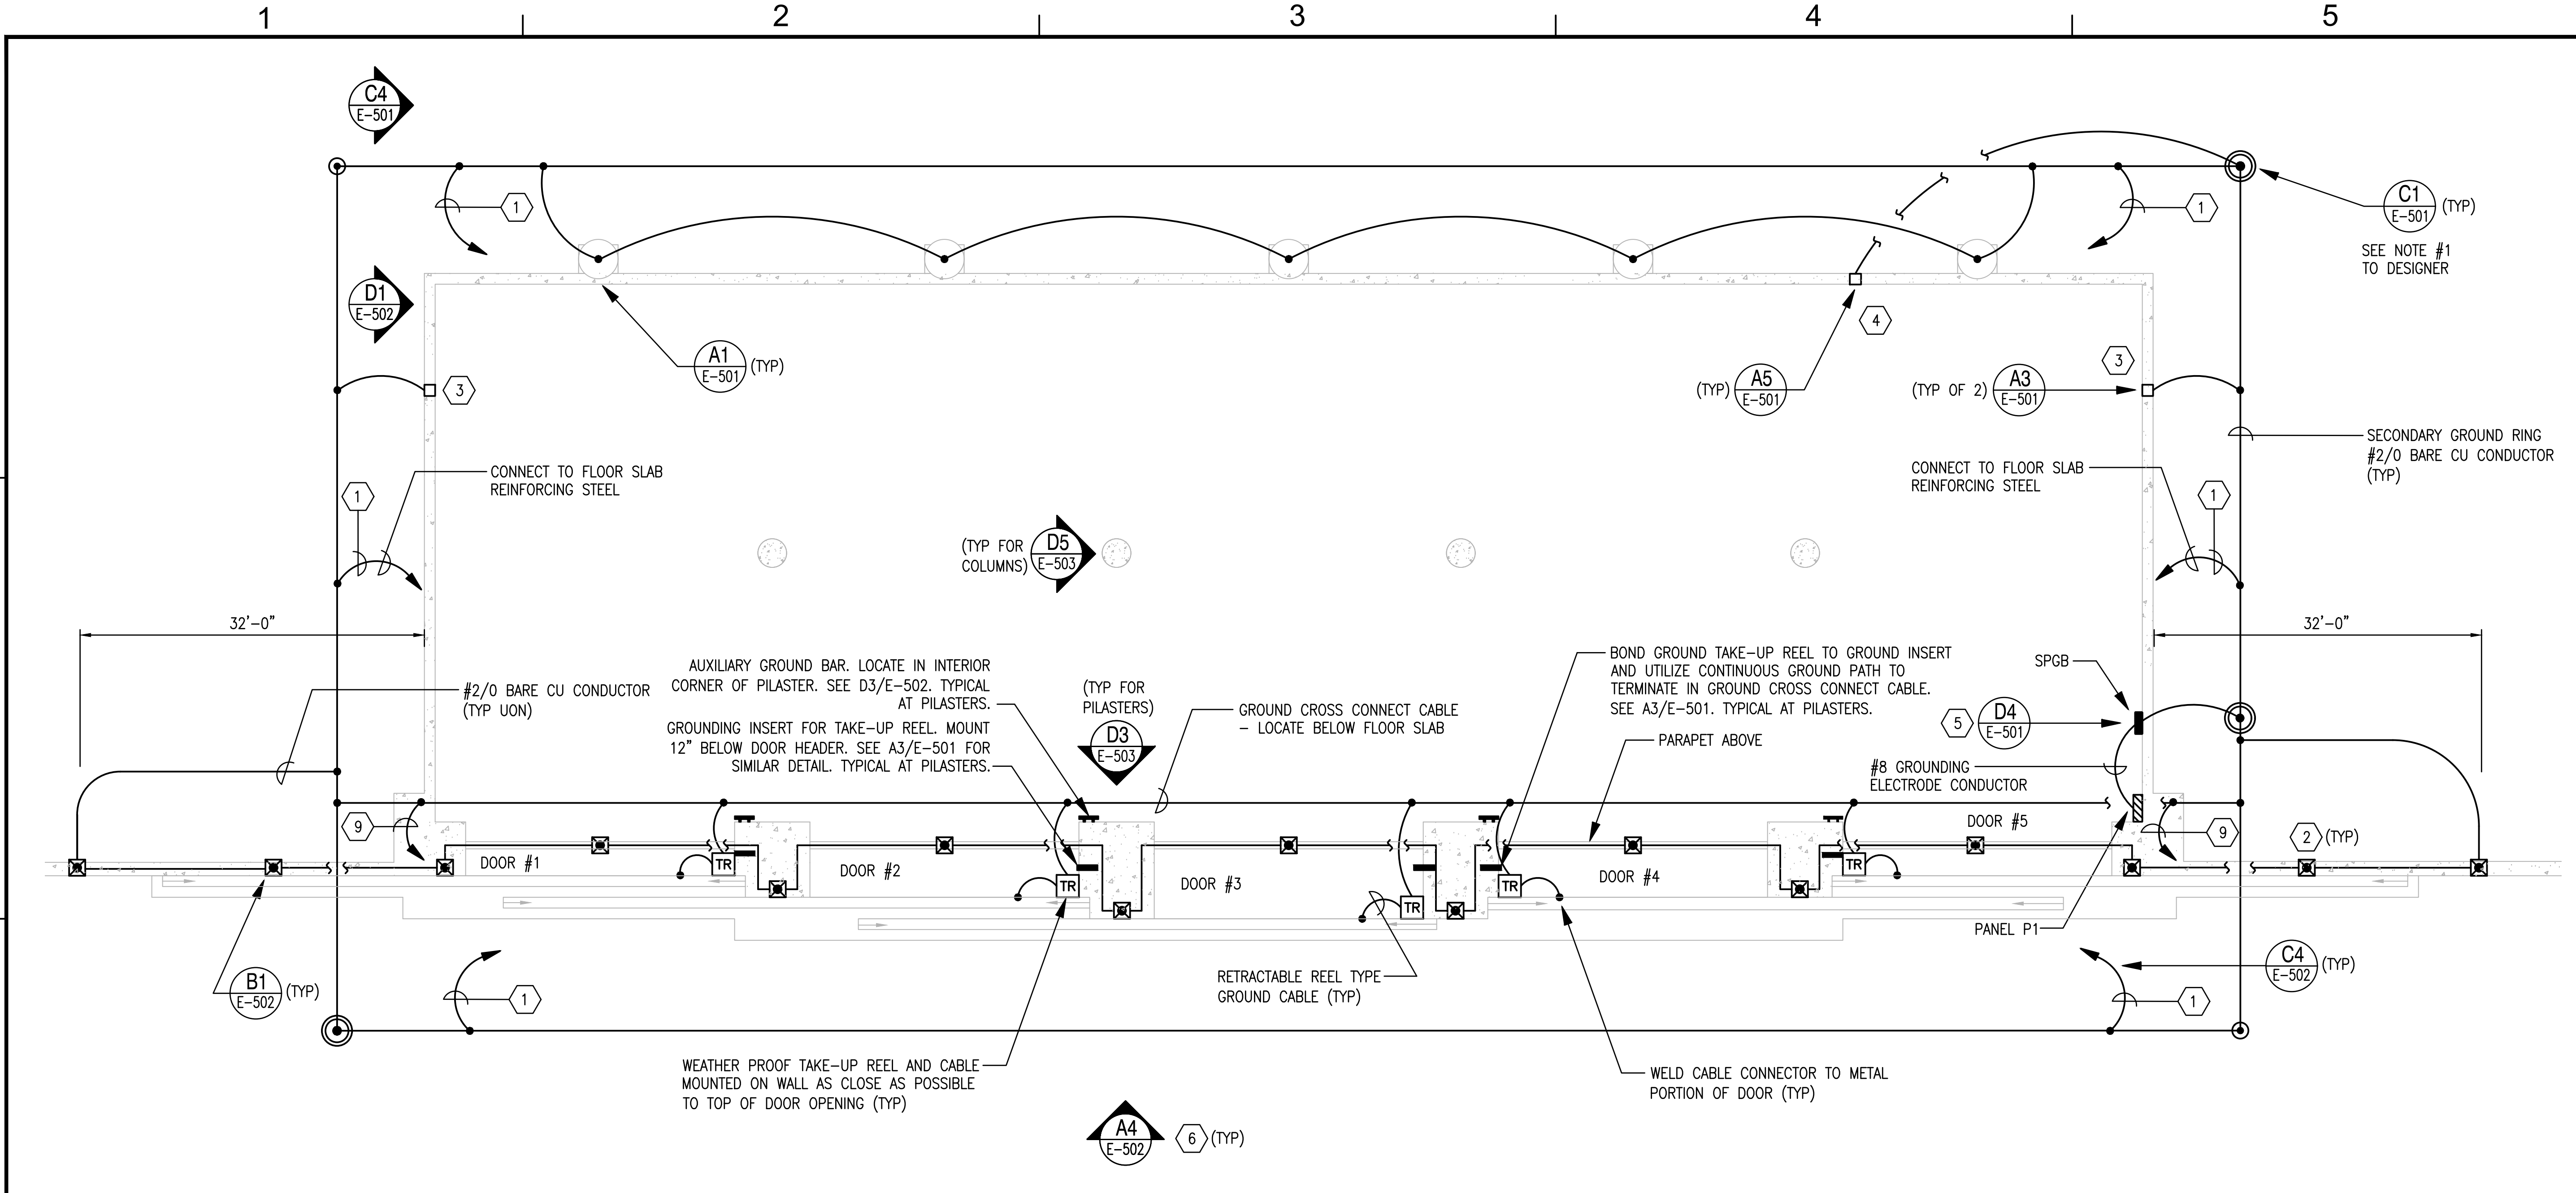 1 2 3 4 5
C4
E-501
1
1
C1
E-501
(TYP)
SEE NOTE #1
TO DESIGNER
D1
E-502
4
A1
E-501
(TYP)
3
(TYP)
A5
E-501
(TYP OF 2)
A3
E-501
3
SECONDARY GROUND RING
#2/0 BARE CU CONDUCTOR
(TYP)
CONNECT TO FLOOR SLAB
REINFORCING STEEL
1
CONNECT TO FLOOR SLAB
REINFORCING STEEL
1
(TYP FOR
COLUMNS)
D5
E-503
32'-0"
32'-0"
#2/0 BARE CU CONDUCTOR
(TYP UON)
AUXILIARY GROUND BAR. LOCATE IN INTERIOR
CORNER OF PILASTER. SEE D3/E-502. TYPICAL
AT PILASTERS.
GROUNDING INSERT FOR TAKE-UP REEL. MOUNT
12" BELOW DOOR HEADER. SEE A3/E-501 FOR
SIMILAR DETAIL. TYPICAL AT PILASTERS.
(TYP FOR
PILASTERS)
D3
E-503
GROUND CROSS CONNECT CABLE
- LOCATE BELOW FLOOR SLAB
BOND GROUND TAKE-UP REEL TO GROUND INSERT
AND UTILIZE CONTINUOUS GROUND PATH TO
TERMINATE IN GROUND CROSS CONNECT CABLE.
SEE A3/E-501. TYPICAL AT PILASTERS.
PARAPET ABOVE
SPGB
5
D4
E-501
#8 GROUNDING
ELECTRODE CONDUCTOR
9
DOOR #1
TR
DOOR #2
TR
DOOR #3
TR
TR
DOOR #4
TR
DOOR #5
9
2
(TYP)
PANEL P1
B1
E-502
(TYP)
1
RETRACTABLE REEL TYPE
GROUND CABLE (TYP)
C4
E-502
(TYP)
1
WEATHER PROOF TAKE-UP REEL AND CABLE
MOUNTED ON WALL AS CLOSE AS POSSIBLE
TO TOP OF DOOR OPENING (TYP)
WELD CABLE CONNECTOR TO METAL
PORTION OF DOOR (TYP)
A4
E-502
6
(TYP)